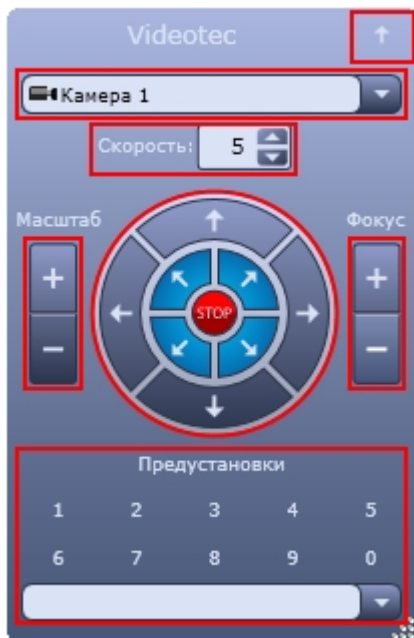 Videotec
Камера 1
Скорость: 5
Масштаб
Фокус
STOP
Предустановки
1 2 3 4 5
6 7 8 9 0